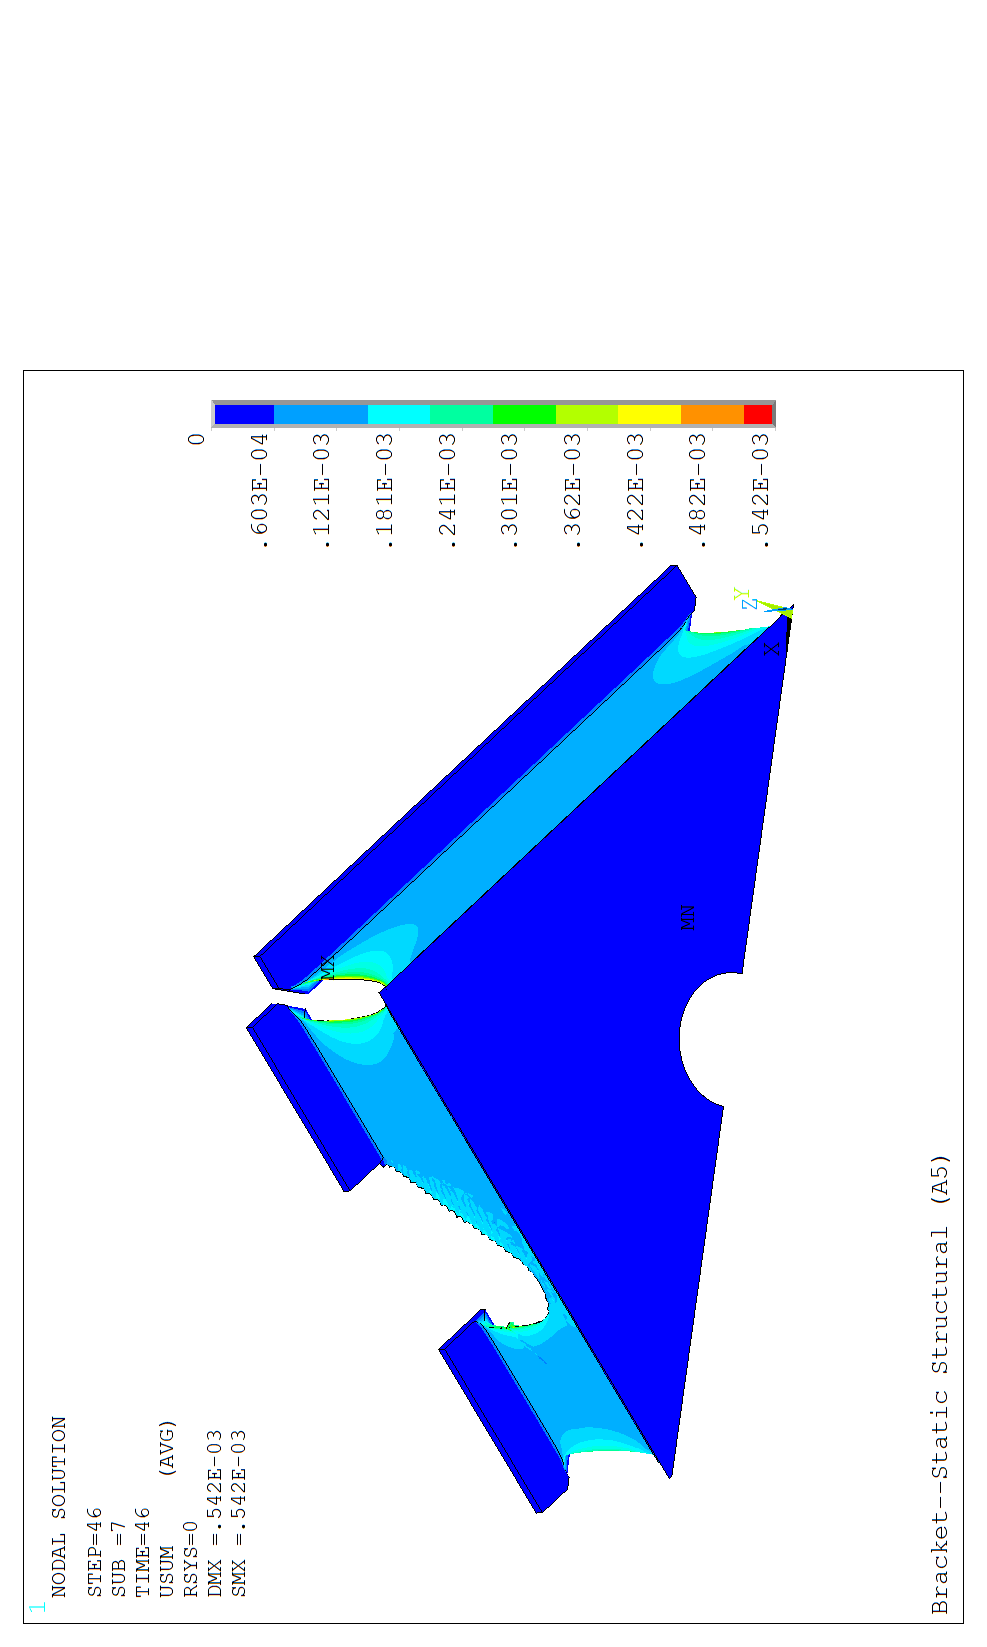 1
NODAL SOLUTION
STEP=46
SUB =7
TIME=46
USUM (AVG)
RSYS=0
DMX =.542E-03
SMX =.542E-03
MX
MN
X
Y
Z
0
.603E-04
.121E-03
.181E-03
.241E-03
.301E-03
.362E-03
.422E-03
.482E-03
.542E-03
Bracket--Static Structural (A5)